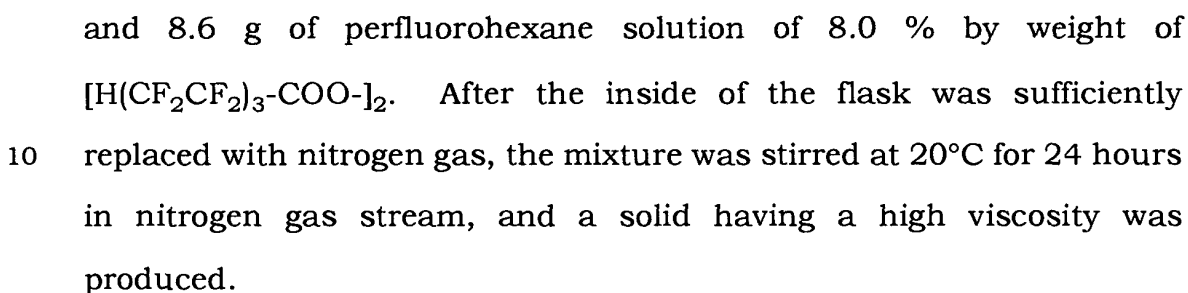 and 8.6 g of perfluorohexane solution of 8.0 % by weight of
[H(CF₂CF₂)₃-COO-]₂. After the inside of the flask was sufficiently
10 replaced with nitrogen gas, the mixture was stirred at 20°C for 24 hours
in nitrogen gas stream, and a solid having a high viscosity was
produced.